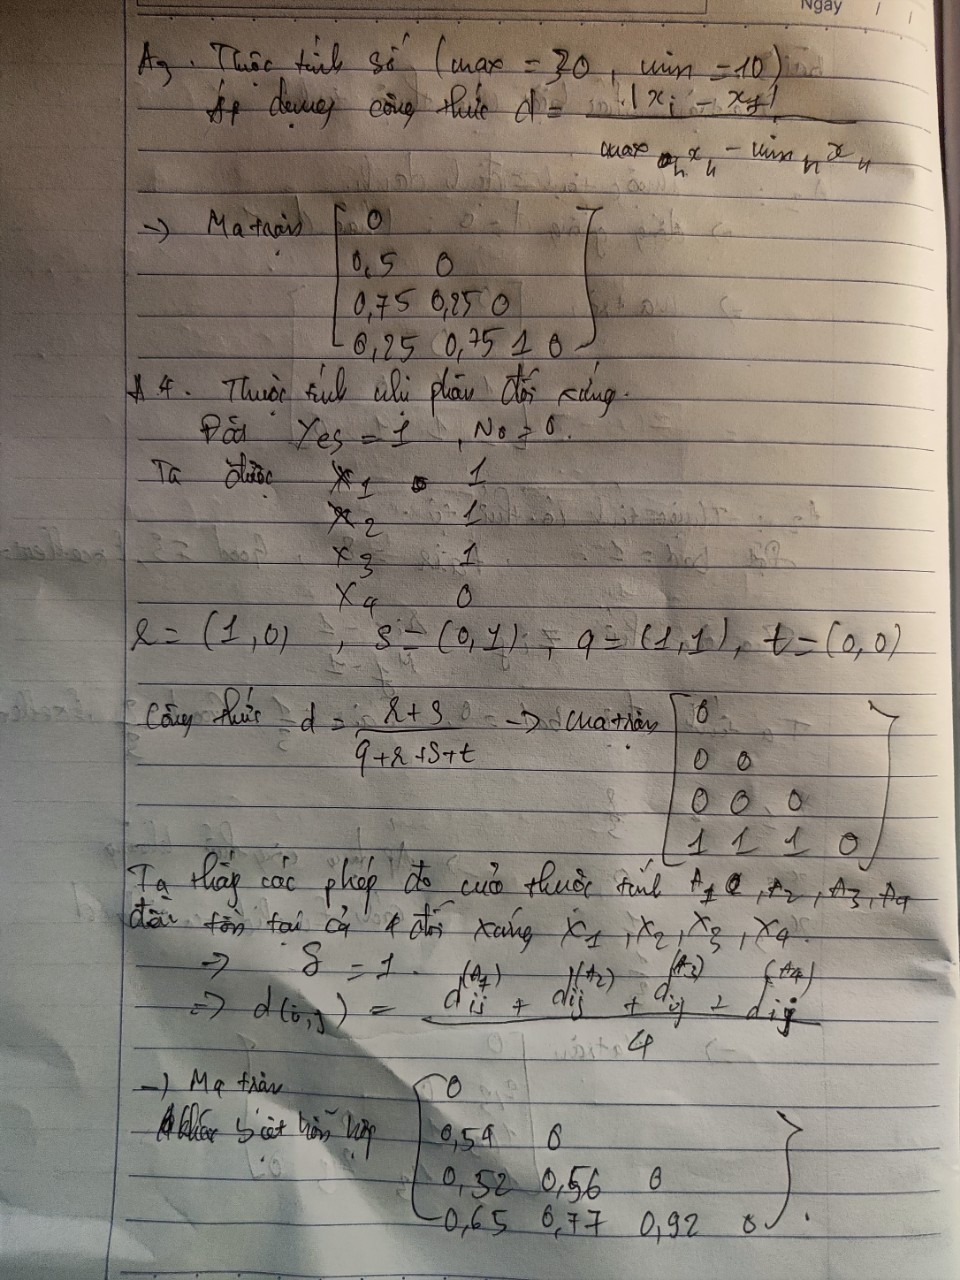 Ngày / /
A3. Thuộc tính số (max = 30, min = 10)
Áp dụng công thức d = |xi - xj| / (max_h x_h - min_h x_h)
→ Ma trận [ 0
0,5 0
0,75 0,25 0
0,25 0,75 1 0 ]
A4. Thuộc tính nhị phân đối xứng.
Đặt Yes = 1, No = 0.
Ta được X1 1
X2 1
X3 1
X4 0
r = (1,0), s = (0,1), q = (1,1), t = (0,0)
Công thức d = (r+s) / (q+r+s+t) → ma trận [ 0
0 0
0 0 0
1 1 1 0 ]
Ta thấy các phép đo của thuộc tính A1, A2, A3, A4
đều tồn tại cả 4 đối xứng X1, X2, X3, X4.
→ δ = 1.
→ d(i,j) = (dij^(A1) + dij^(A2) + dij^(A3) + dij^(A4)) / 4
→ Ma trận
khác biệt hỗn hợp [ 0
0,54 0
0,52 0,56 0
0,65 0,77 0,92 0 ].